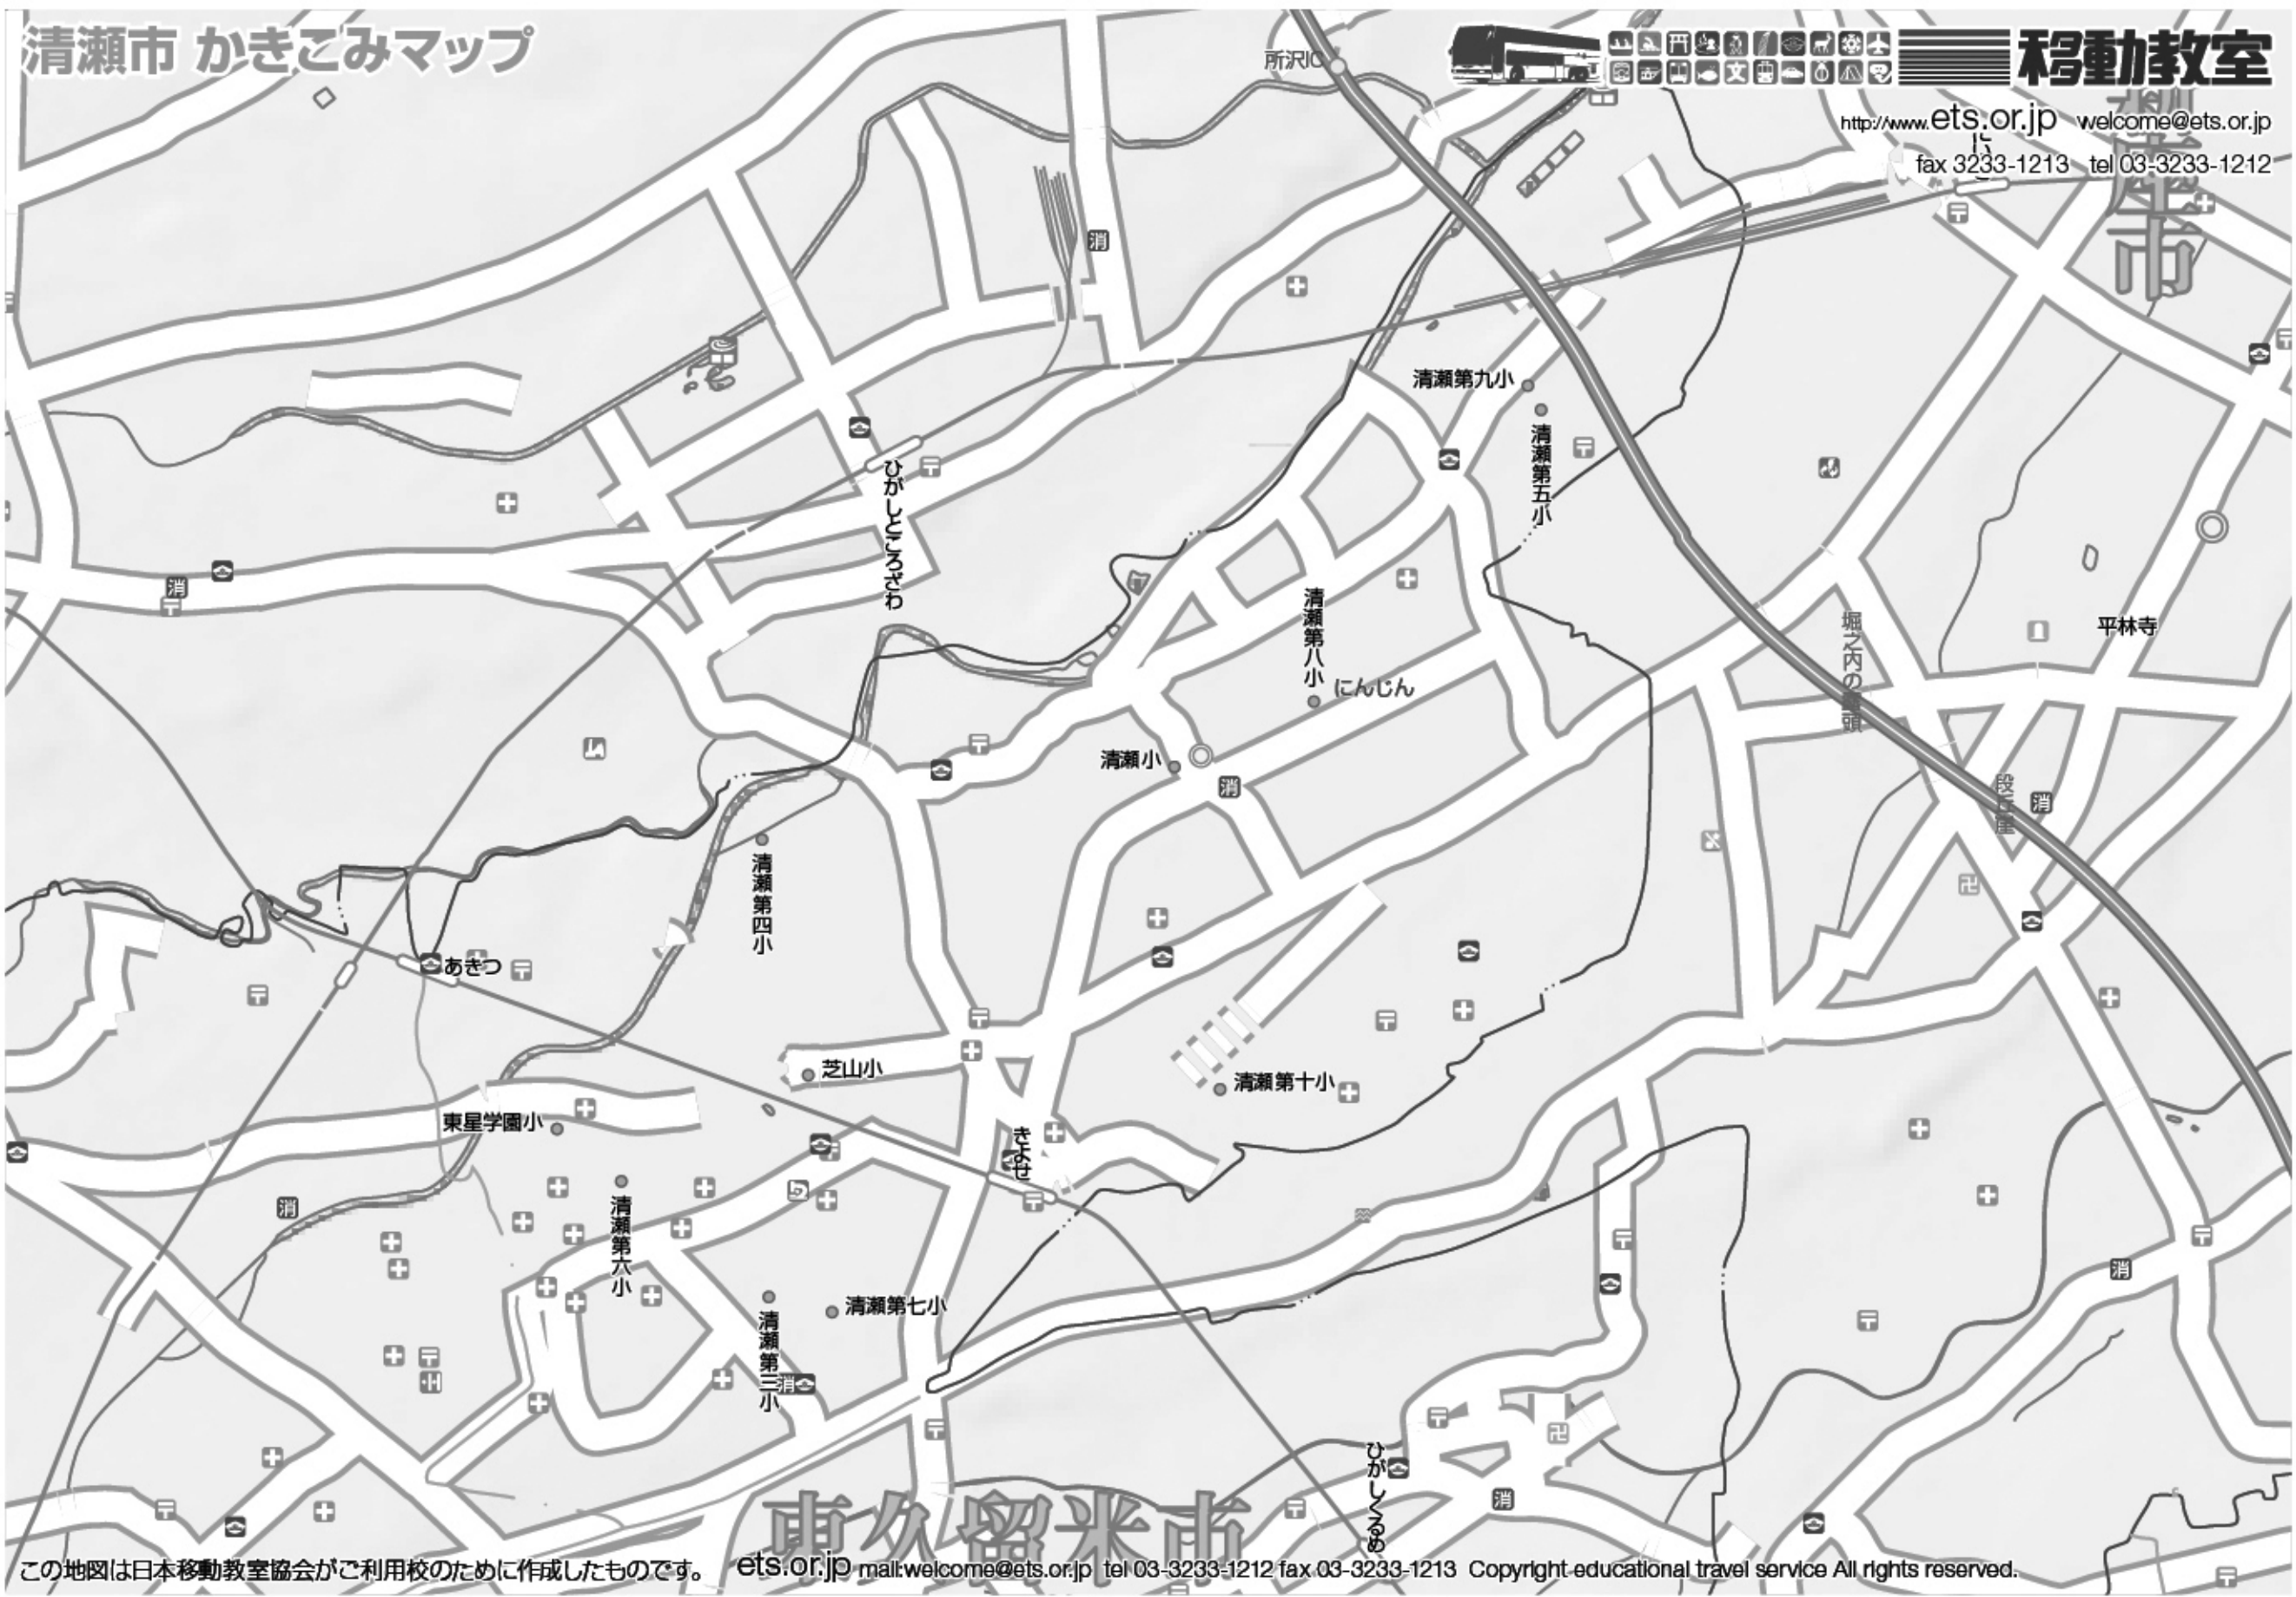 清瀬市 かきこみマップ
移動教室
http://www.ets.or.jp welcome@ets.or.jp
fax 3233-1213 tel 03-3233-1212
所沢IC
消
清瀬第九小
清瀬第五小
ひがしところざわ
消
清瀬第八小
にんじん
平林寺
清瀬小
消
消
清瀬第四小
あきつ
芝山小
清瀬第十小
東星学園小
きよせ
清瀬第六小
消
清瀬第七小
清瀬第三小
消
消
ひがしくるめ
消
東久留米市
この地図は日本移動教室協会がご利用校のために作成したものです。 ets.or.jp mail:welcome@ets.or.jp tel 03-3233-1212 fax 03-3233-1213 Copyright educational travel service All rights reserved.